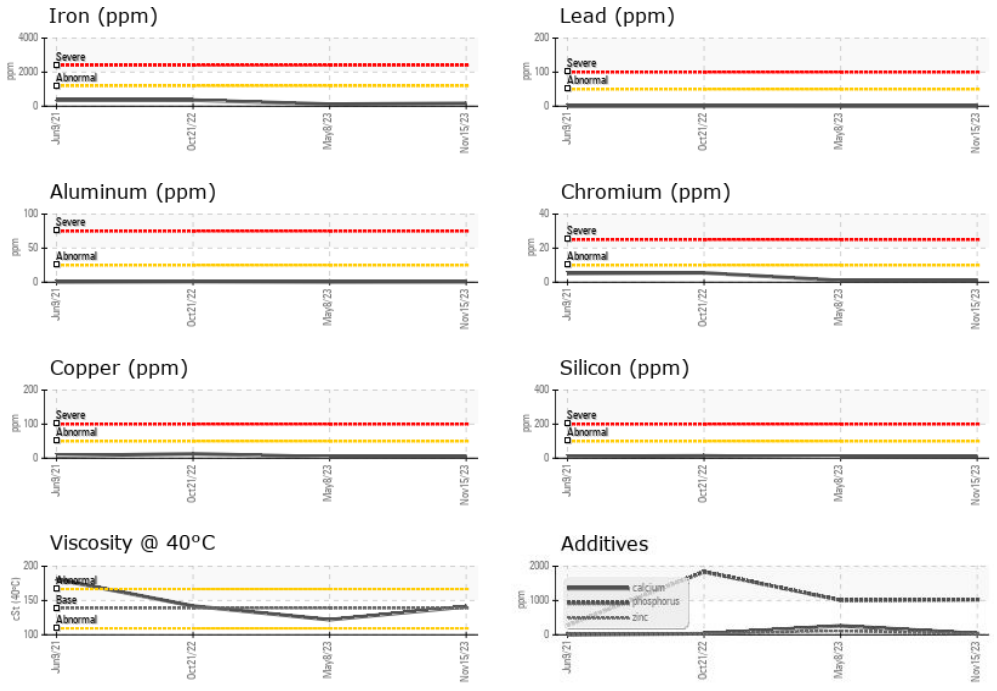 Iron (ppm)
4000
2000
0
ppm
Severe
Abnormal
Jun9/21
Oct21/22
May8/23
Nov15/23
Lead (ppm)
200
100
0
ppm
Severe
Abnormal
Jun9/21
Oct21/22
May8/23
Nov15/23
Aluminum (ppm)
100
50
0
ppm
Severe
Abnormal
Jun9/21
Oct21/22
May8/23
Nov15/23
Chromium (ppm)
40
20
0
ppm
Severe
Abnormal
Jun9/21
Oct21/22
May8/23
Nov15/23
Copper (ppm)
200
100
0
ppm
Severe
Abnormal
Jun9/21
Oct21/22
May8/23
Nov15/23
Silicon (ppm)
400
200
0
ppm
Severe
Abnormal
Jun9/21
Oct21/22
May8/23
Nov15/23
Viscosity @ 40°C
200
150
100
cSt (40°C)
Abnormal
Base
Abnormal
Jun9/21
Oct21/22
May8/23
Nov15/23
Additives
2000
1000
0
ppm
calcium
phosphorus
zinc
Jun9/21
Oct21/22
May8/23
Nov15/23